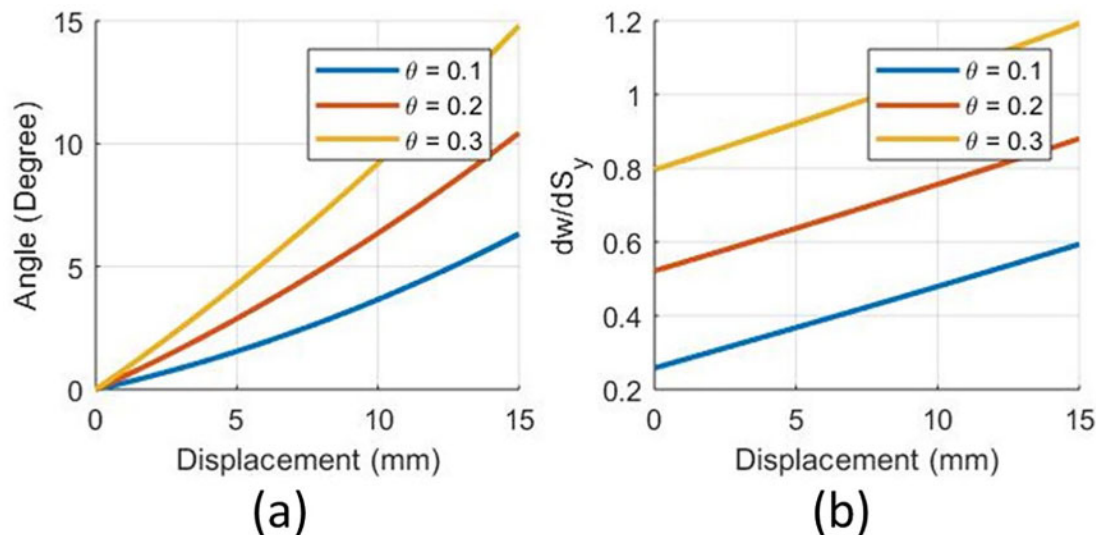 15
10
5
0
0
5
10
15
Angle (Degree)
Displacement (mm)
θ = 0.1
θ = 0.2
θ = 0.3
(a)
1.2
1
0.8
0.6
0.4
0.2
0
5
10
15
dw/dS_y
Displacement (mm)
θ = 0.1
θ = 0.2
θ = 0.3
(b)